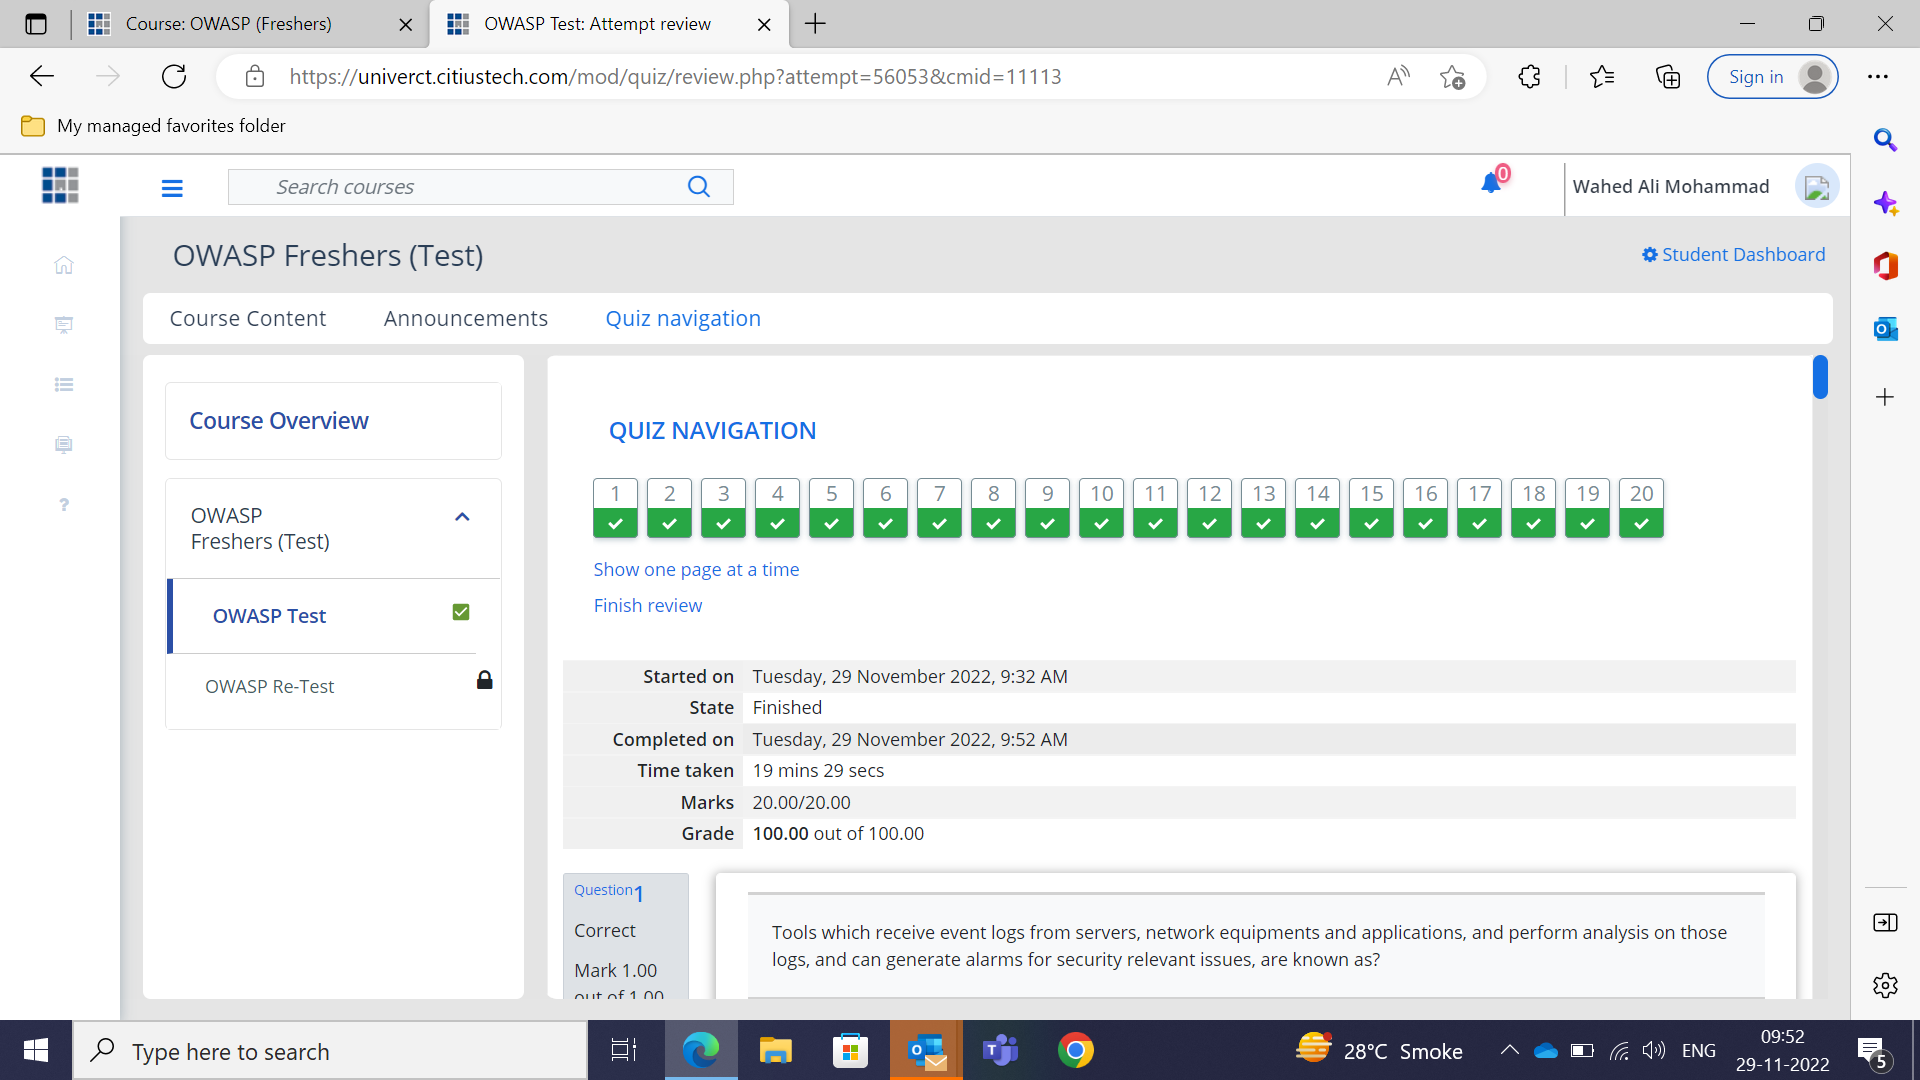 Course: OWASP (Freshers)
OWASP Test: Attempt review
https://univerct.citiustech.com/mod/quiz/review.php?attempt=56053&cmid=11113
Sign in
My managed favorites folder
Search courses
0
Wahed Ali Mohammad
OWASP Freshers (Test)
Student Dashboard
Course Content
Announcements
Quiz navigation
Course Overview
OWASP
Freshers (Test)
OWASP Test
OWASP Re-Test
QUIZ NAVIGATION
1 2 3 4 5 6 7 8 9 10 11 12 13 14 15 16 17 18 19 20
Show one page at a time
Finish review
Started on Tuesday, 29 November 2022, 9:32 AM
State Finished
Completed on Tuesday, 29 November 2022, 9:52 AM
Time taken 19 mins 29 secs
Marks 20.00/20.00
Grade 100.00 out of 100.00
Question 1
Correct
Mark 1.00
out of 1.00
Tools which receive event logs from servers, network equipments and applications, and perform analysis on those
logs, and can generate alarms for security relevant issues, are known as?
Type here to search
28°C Smoke
ENG
09:52
29-11-2022
5